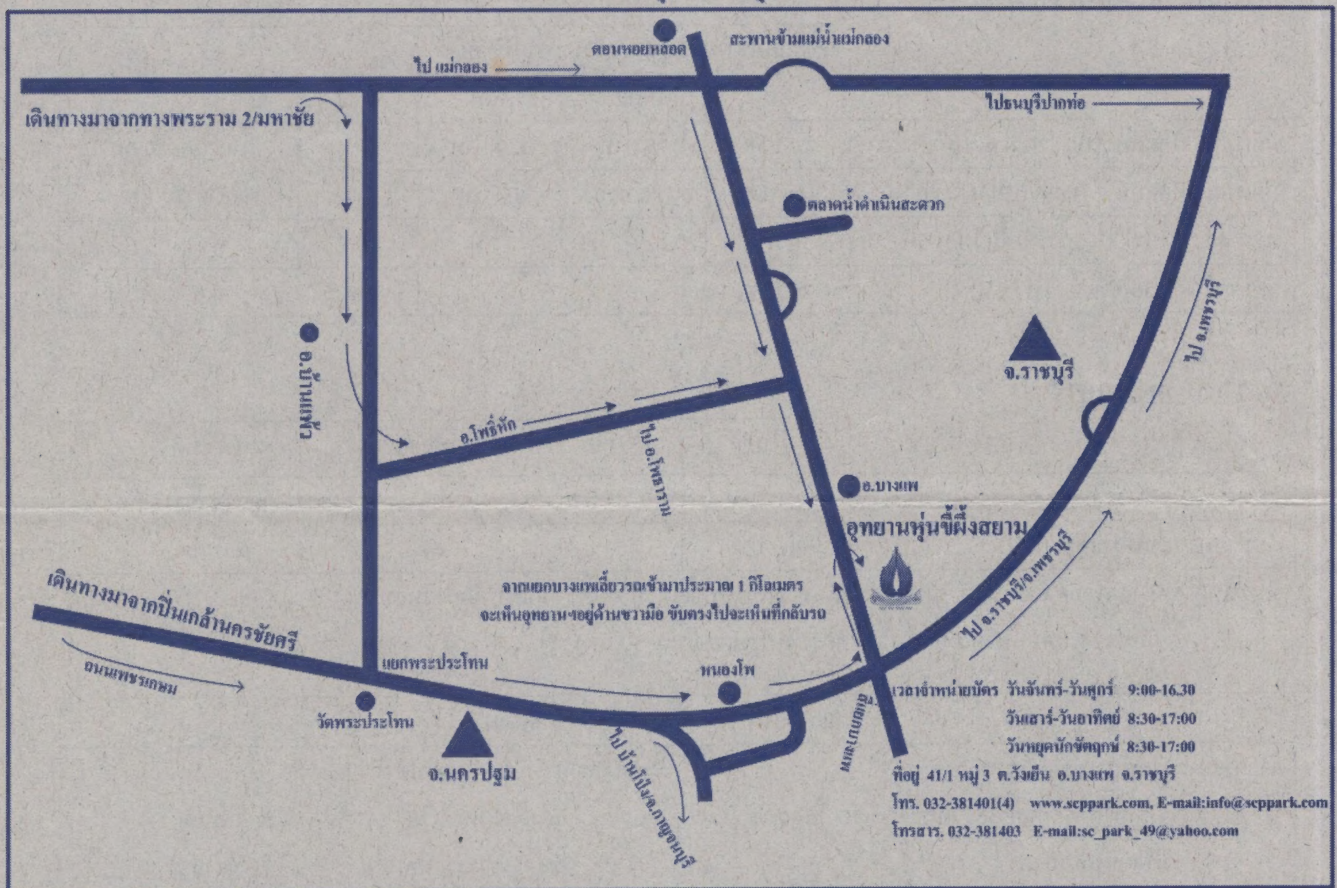 ดอนหอยหลอด
สะพานข้ามแม่น้ำแม่กลอง
ไป แม่กลอง
ไปธนบุรีปากท่อ
เดินทางมาจากทางพระราม 2/มหาชัย
ตลาดน้ำดำเนินสะดวก
ไป จ.เพชรบุรี
จ.ราชบุรี
อ.บ้านแพ้ว
อ.โพธิ์หัก
ไป อ.โพธาราม
อ.บางแพ
อุทยานหุ่นขี้ผึ้งสยาม
ไป จ.ราชบุรี/จ.เพชรบุรี
จากแยกบางแพเลี้ยวรถเข้ามาประมาณ 1 กิโลเมตร
จะเห็นอุทยานฯอยู่ด้านขวามือ ขับตรงไปจะเห็นที่กลับรถ
เดินทางมาจากปิ่นเกล้านครชัยศรี
ถนนเพชรเกษม
แยกพระประโทน
หนองโพ
วัดพระประโทน
จ.นครปฐม
ไป บ้านโป่ง/จ.กาญจนบุรี
สี่แยกบางแพ
เวลาจำหน่ายบัตร วันจันทร์-วันศุกร์ 9:00-16.30
วันเสาร์-วันอาทิตย์ 8:30-17:00
วันหยุดนักขัตฤกษ์ 8:30-17:00
ที่อยู่ 41/1 หมู่ 3 ต.วังเย็น อ.บางแพ จ.ราชบุรี
โทร. 032-381401(4) www.scppark.com, E-mail:info@scppark.com
โทรสาร. 032-381403 E-mail:sc_park_49@yahoo.com